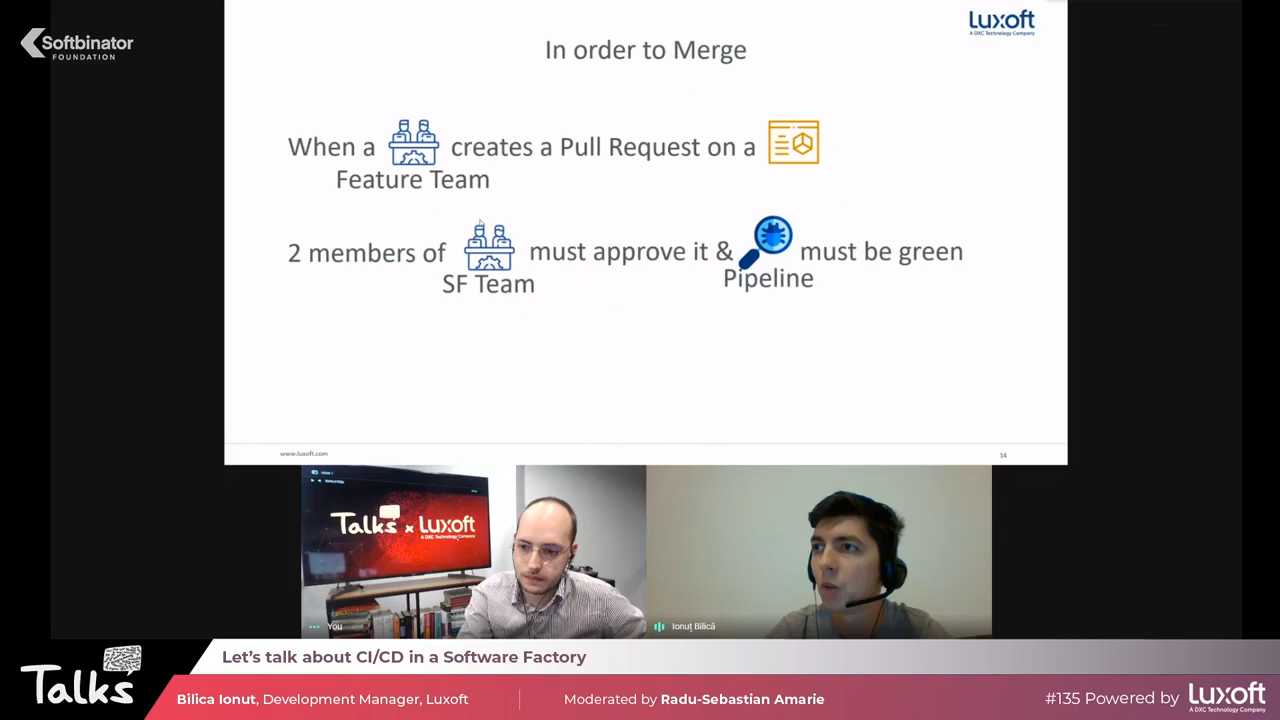 Softbinator
FOUNDATION
Luxoft
A DXC Technology Company
In order to Merge
When a creates a Pull Request on a
Feature Team
2 members of must approve it & must be green
SF Team
Pipeline
www.luxoft.com
14
Talks x Luxoft
A DXC Technology Company
You
Ionuț Bilică
Talks
Let's talk about CI/CD in a Software Factory
Bilica Ionut, Development Manager, Luxoft
Moderated by Radu-Sebastian Amarie
#135 Powered by Luxoft
A DXC Technology Company